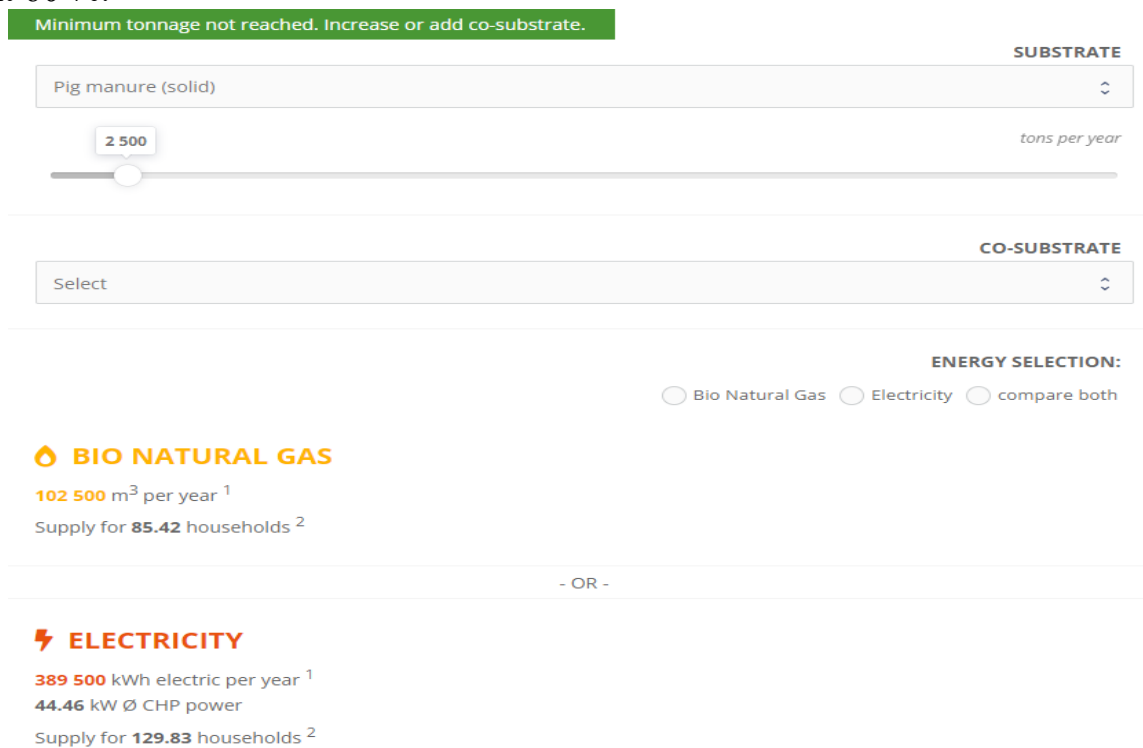 Minimum tonnage not reached. Increase or add co-substrate.
SUBSTRATE
Pig manure (solid)
2 500
tons per year
CO-SUBSTRATE
Select
ENERGY SELECTION:
Bio Natural Gas Electricity compare both
BIO NATURAL GAS
102 500 m³ per year ¹
Supply for 85.42 households ²
- OR -
ELECTRICITY
389 500 kWh electric per year ¹
44.46 kW Ø CHP power
Supply for 129.83 households ²